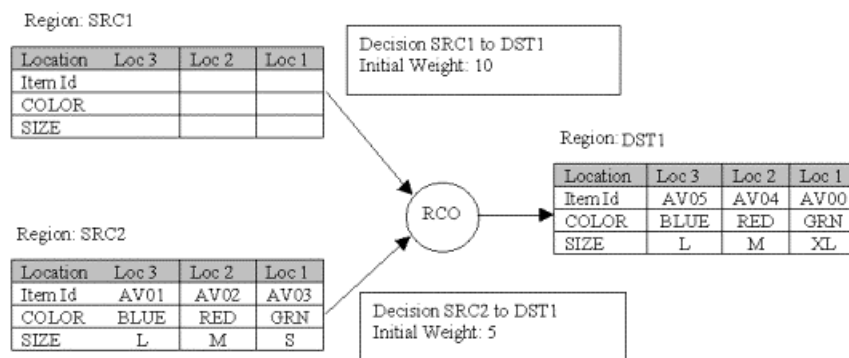 Region: SRC1
Location Loc 3 Loc 2 Loc 1
Item Id
COLOR
SIZE
Decision SRC1 to DST1
Initial Weight: 10
Region: DST1
Location Loc 3 Loc 2 Loc 1
Item Id AV05 AV04 AV00
COLOR BLUE RED GRN
SIZE L M XL
RCO
Region: SRC2
Location Loc 3 Loc 2 Loc 1
Item Id AV01 AV02 AV03
COLOR BLUE RED GRN
SIZE L M S
Decision SRC2 to DST1
Initial Weight: 5